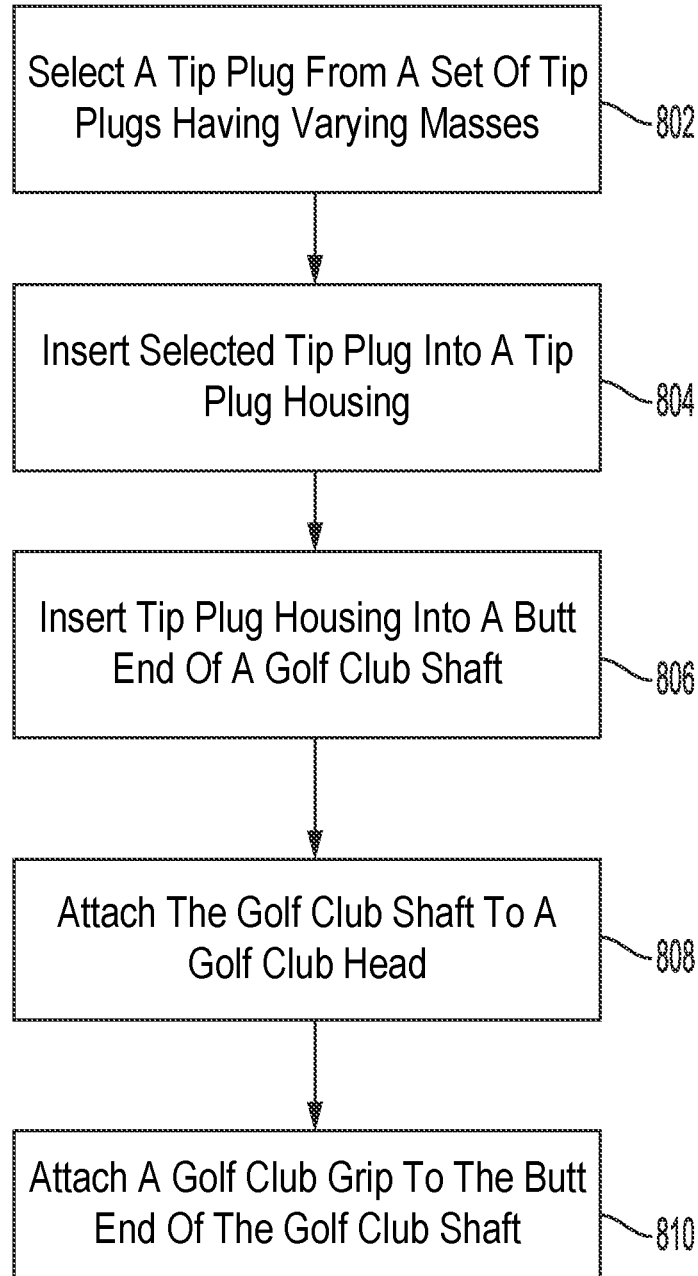 Select A Tip Plug From A Set Of Tip
Plugs Having Varying Masses
802
Insert Selected Tip Plug Into A Tip
Plug Housing
804
Insert Tip Plug Housing Into A Butt
End Of A Golf Club Shaft
806
Attach The Golf Club Shaft To A
Golf Club Head
808
Attach A Golf Club Grip To The Butt
End Of The Golf Club Shaft
810